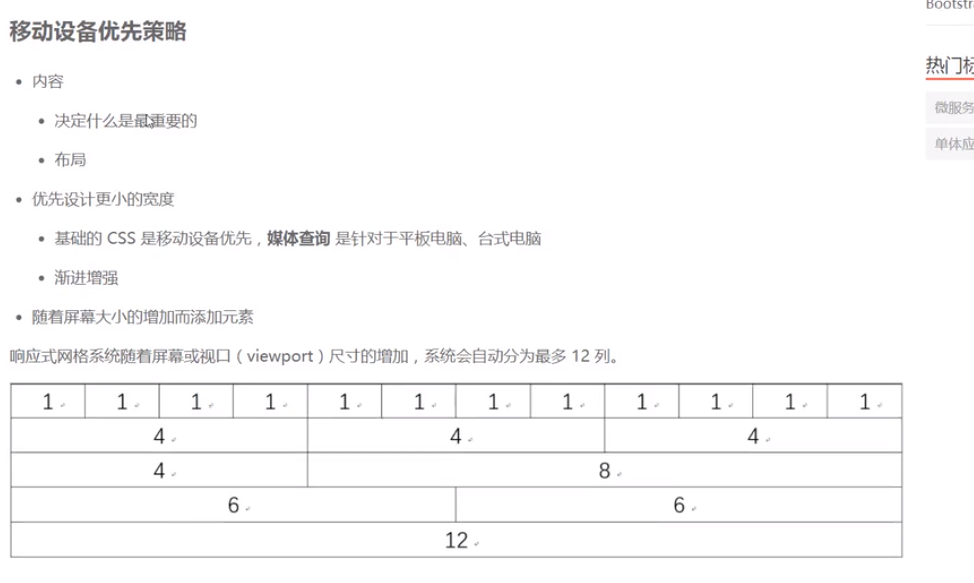 移动设备优先策略
内容
决定什么是最重要的
布局
优先设计更小的宽度
基础的 CSS 是移动设备优先，媒体查询 是针对于平板电脑、台式电脑
渐进增强
随着屏幕大小的增加而添加元素
响应式网格系统随着屏幕或视口（viewport）尺寸的增加，系统会自动分为最多 12 列。
1 1 1 1 1 1 1 1 1 1 1 1
4 4 4
4 8
6 6
12
热门
微服务
单体应